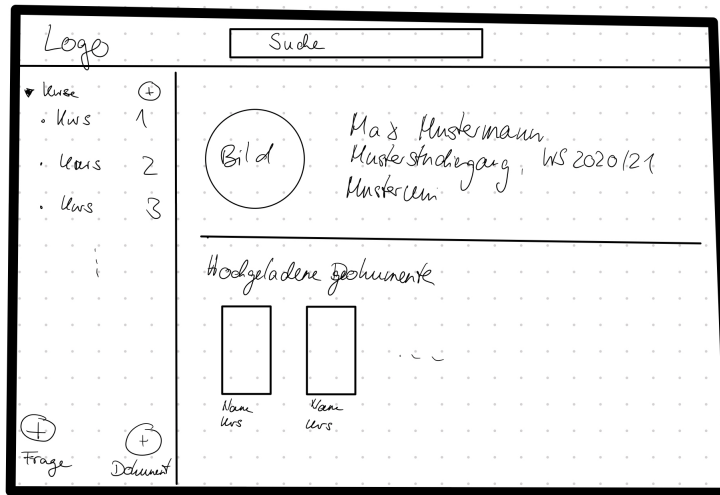 Logo
Suche
Kurse +
Kurs 1
Kurs 2
Kurs 3
Bild
Max Mustermann
Musterstudiengang, WS 2020/21
Musteruni
Hochgeladene Dokumente
Name
Kurs
Name
Kurs
...
+
Frage
+
Dokument